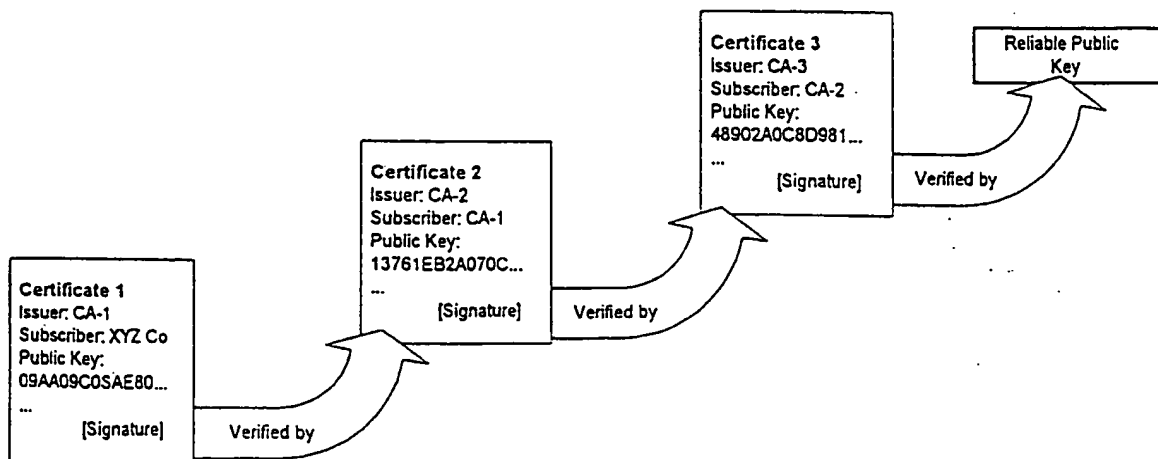 Certificate 1
Issuer: CA-1
Subscriber: XYZ Co
Public Key:
09AA09C0SAE80...
...
[Signature]
Verified by
Certificate 2
Issuer: CA-2
Subscriber: CA-1
Public Key:
13761EB2A070C...
...
[Signature]
Verified by
Certificate 3
Issuer: CA-3
Subscriber: CA-2
Public Key:
48902A0C8D981...
...
[Signature]
Verified by
Reliable Public
Key